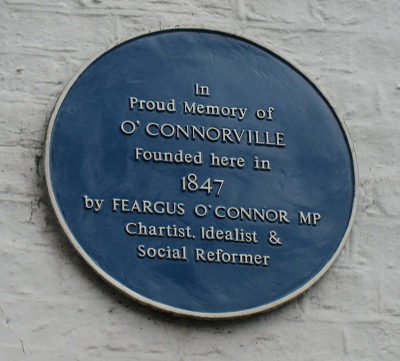 In
Proud Memory of
O'CONNORVILLE
Founded here in
1847
by FEARGUS O'CONNOR MP
Chartist, Idealist &
Social Reformer